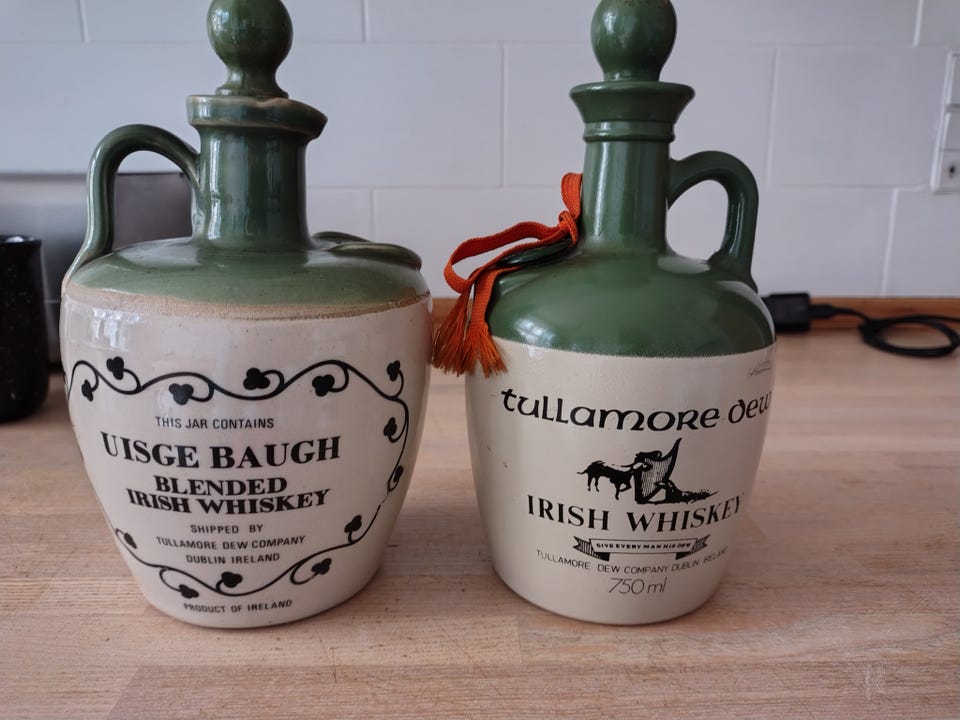 THIS JAR CONTAINS
UISGE BAUGH
BLENDED
IRISH WHISKEY
SHIPPED BY
TULLAMORE DEW COMPANY
DUBLIN IRELAND
PRODUCT OF IRELAND
tullamore dew
IRISH WHISKEY
GIVE EVERY MAN HIS DEW
TULLAMORE DEW COMPANY DUBLIN IRELAND
750 ml